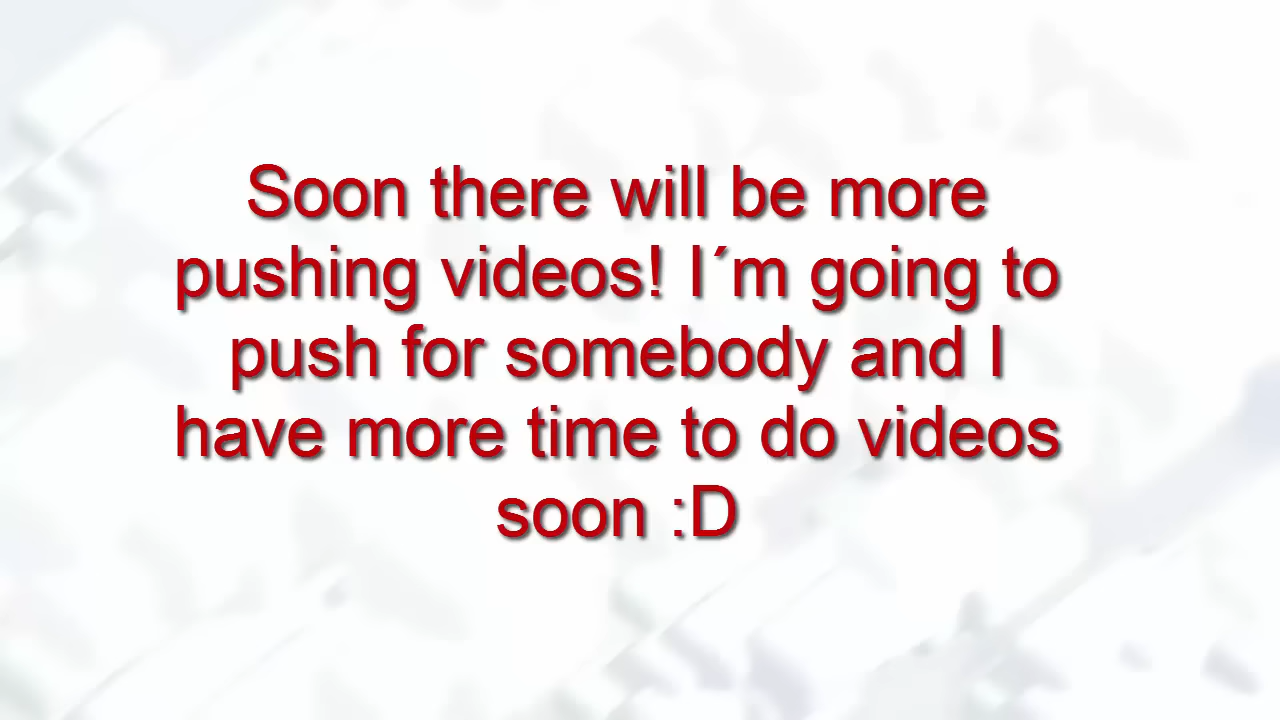 Soon there will be more
pushing videos! I´m going to
push for somebody and I
have more time to do videos
soon :D